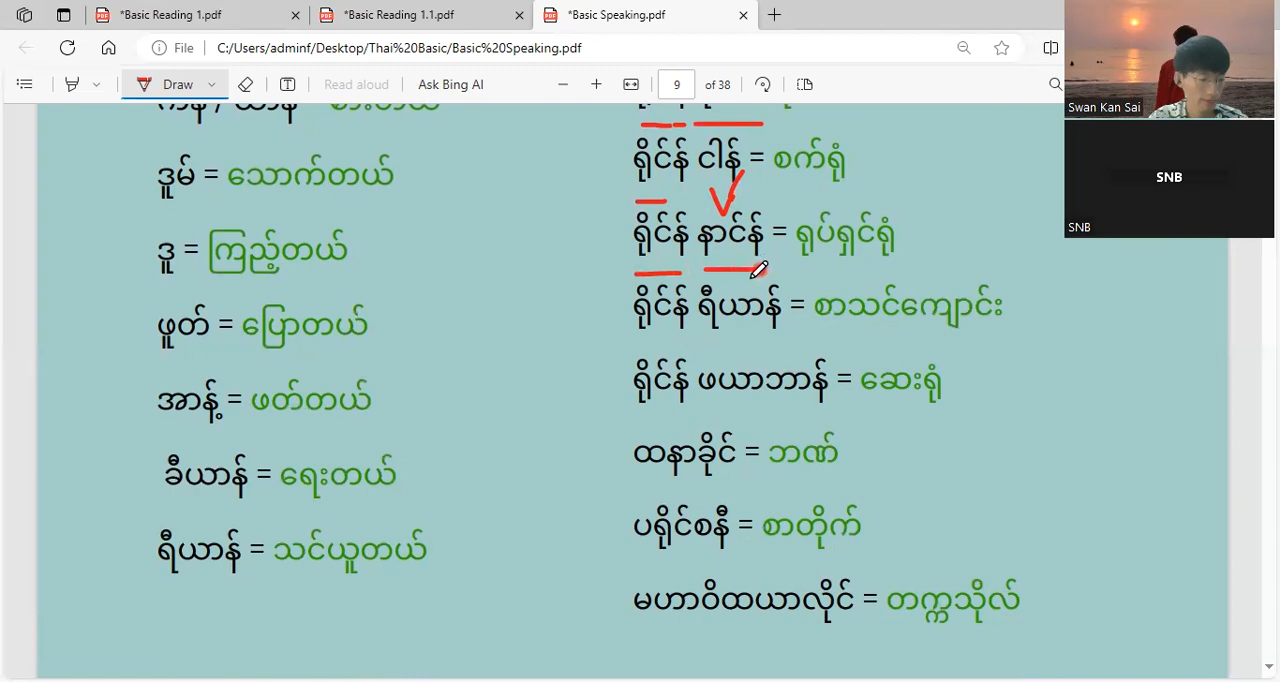 *Basic Reading 1.pdf
*Basic Reading 1.1.pdf
*Basic Speaking.pdf
File
C:/Users/adminf/Desktop/Thai%20Basic/Basic%20Speaking.pdf
Draw
Read aloud
Ask Bing AI
9 of 38
Swan Kan Sai
SNB
SNB
ဒူမ် = သောက်တယ်
ဒူ = ကြည့်တယ်
ဖူတ် = ပြောတယ်
အာန့် = ဖတ်တယ်
ခီယာန် = ရေးတယ်
ရီယာန် = သင်ယူတယ်
ရိုင်န် ငါန် = စက်ရုံ
ရိုင်န် နာင်န် = ရုပ်ရှင်ရုံ
ရိုင်န် ရီယာန် = စာသင်ကျောင်း
ရိုင်န် ဖယာဘာန် = ဆေးရုံ
ထနာခိုင် = ဘဏ်
ပရိုင်စနီ = စာတိုက်
မဟာဝိထယာလိုင် = တက္ကသိုလ်